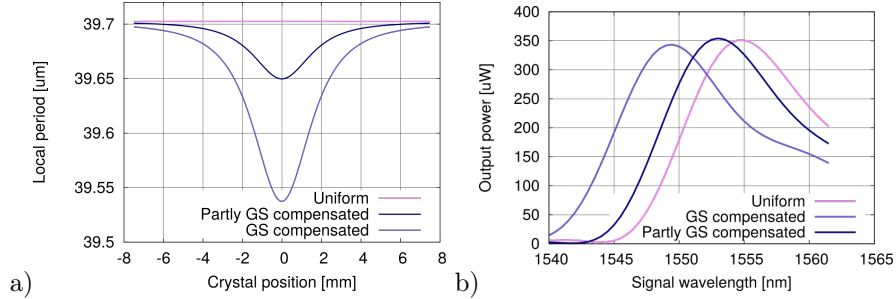 39.7
39.65
39.6
39.55
39.5
Local period [um]
Uniform
Partly GS compensated
GS compensated
-8 -6 -4 -2 0 2 4 6 8
Crystal position [mm]
a)
400
350
300
250
200
150
100
50
0
Output power [uW]
Uniform
GS compensated
Partly GS compensated
1540 1545 1550 1555 1560 1565
Signal wavelength [nm]
b)